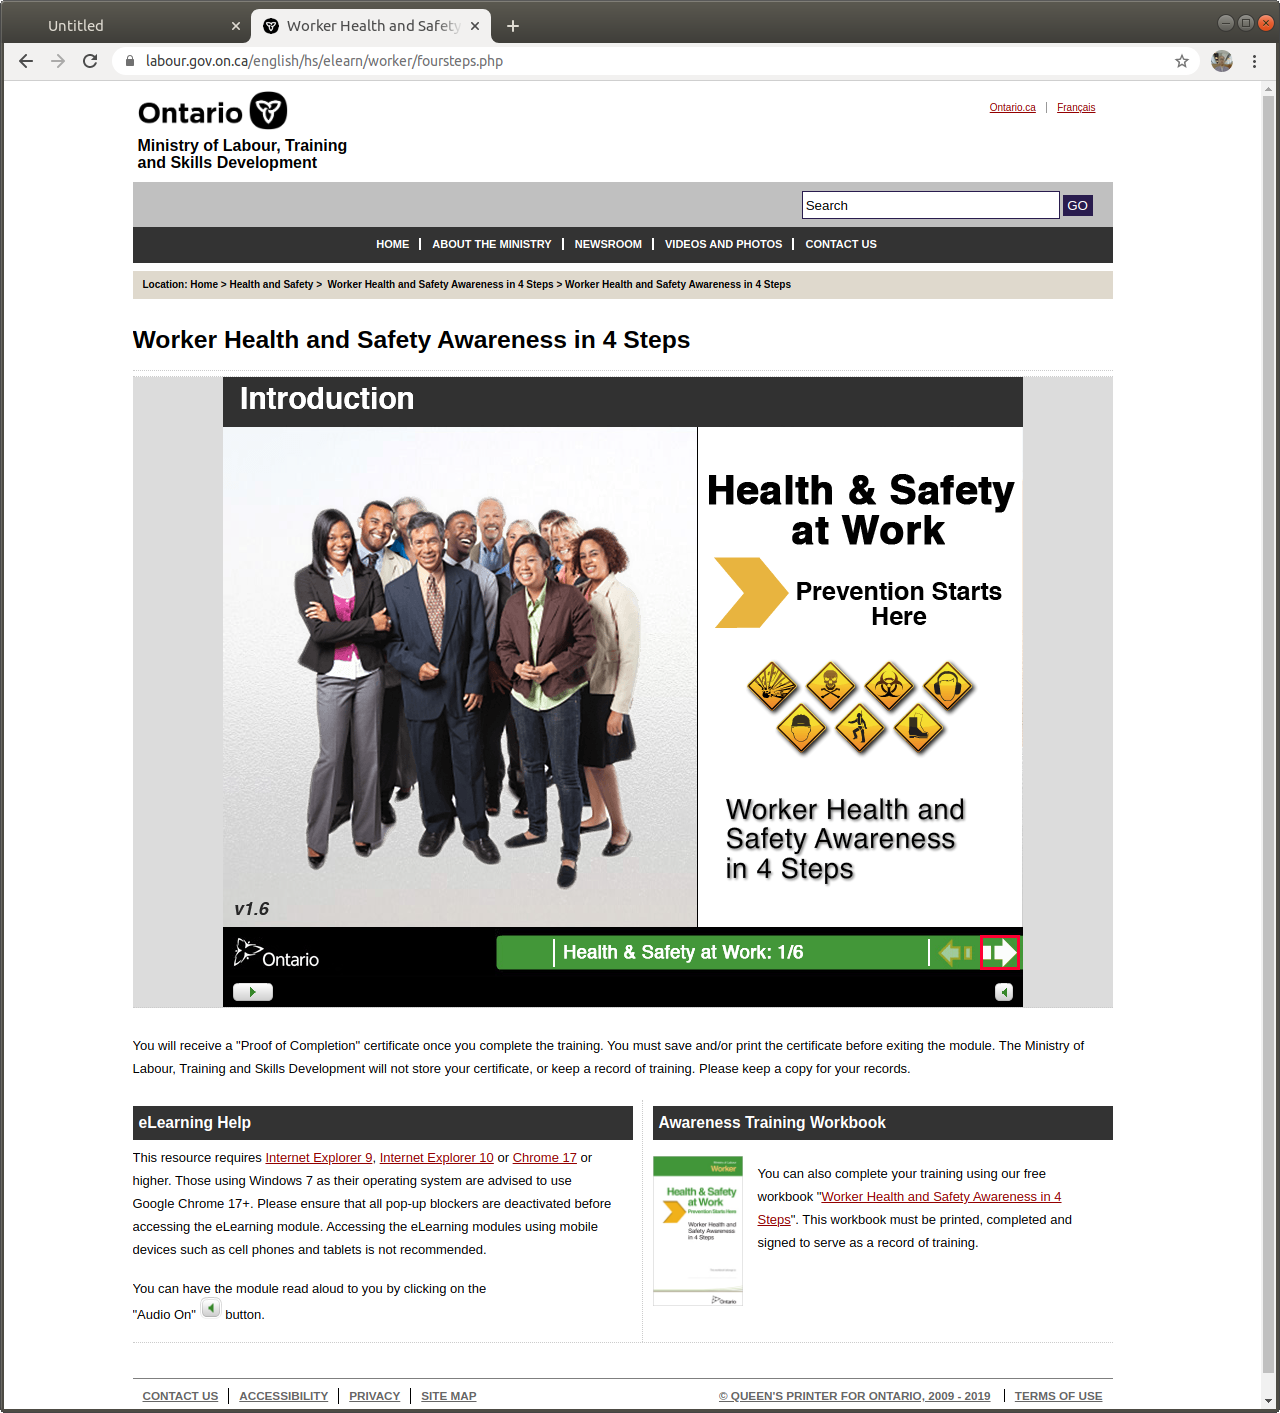 Untitled
Worker Health and Safety
labour.gov.on.ca/english/hs/elearn/worker/foursteps.php
Ontario
Ontario.ca
Français
Ministry of Labour, Training
and Skills Development
Search
GO
HOME
ABOUT THE MINISTRY
NEWSROOM
VIDEOS AND PHOTOS
CONTACT US
Location: Home > Health and Safety > Worker Health and Safety Awareness in 4 Steps > Worker Health and Safety Awareness in 4 Steps
Worker Health and Safety Awareness in 4 Steps
Introduction
Health & Safety
at Work
Prevention Starts
Here
Worker Health and
Safety Awareness
in 4 Steps
v1.6
Ontario
Health & Safety at Work: 1/6
You will receive a "Proof of Completion" certificate once you complete the training. You must save and/or print the certificate before exiting the module. The Ministry of
Labour, Training and Skills Development will not store your certificate, or keep a record of training. Please keep a copy for your records.
eLearning Help
This resource requires Internet Explorer 9, Internet Explorer 10 or Chrome 17 or
higher. Those using Windows 7 as their operating system are advised to use
Google Chrome 17+. Please ensure that all pop-up blockers are deactivated before
accessing the eLearning module. Accessing the eLearning modules using mobile
devices such as cell phones and tablets is not recommended.
You can have the module read aloud to you by clicking on the
"Audio On" button.
Awareness Training Workbook
Worker
Health & Safety
at Work
Prevention Starts Here
Worker Health and
Safety Awareness
in 4 Steps
Ontario
You can also complete your training using our free
workbook "Worker Health and Safety Awareness in 4
Steps". This workbook must be printed, completed and
signed to serve as a record of training.
CONTACT US
ACCESSIBILITY
PRIVACY
SITE MAP
© QUEEN'S PRINTER FOR ONTARIO, 2009 - 2019
TERMS OF USE